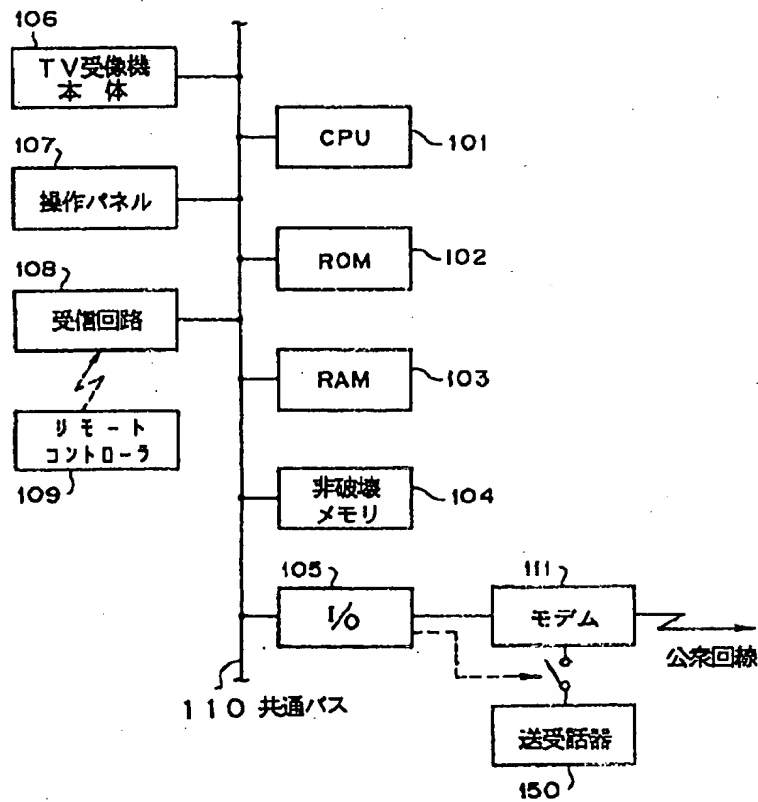 106
TV受像機
本体
CPU
101
107
操作パネル
ROM
102
108
受信回路
RAM
103
リモート
コントローラ
109
非破壊
メモリ
104
105
I/O
111
モデム
公衆回線
110 共通バス
送受話器
150